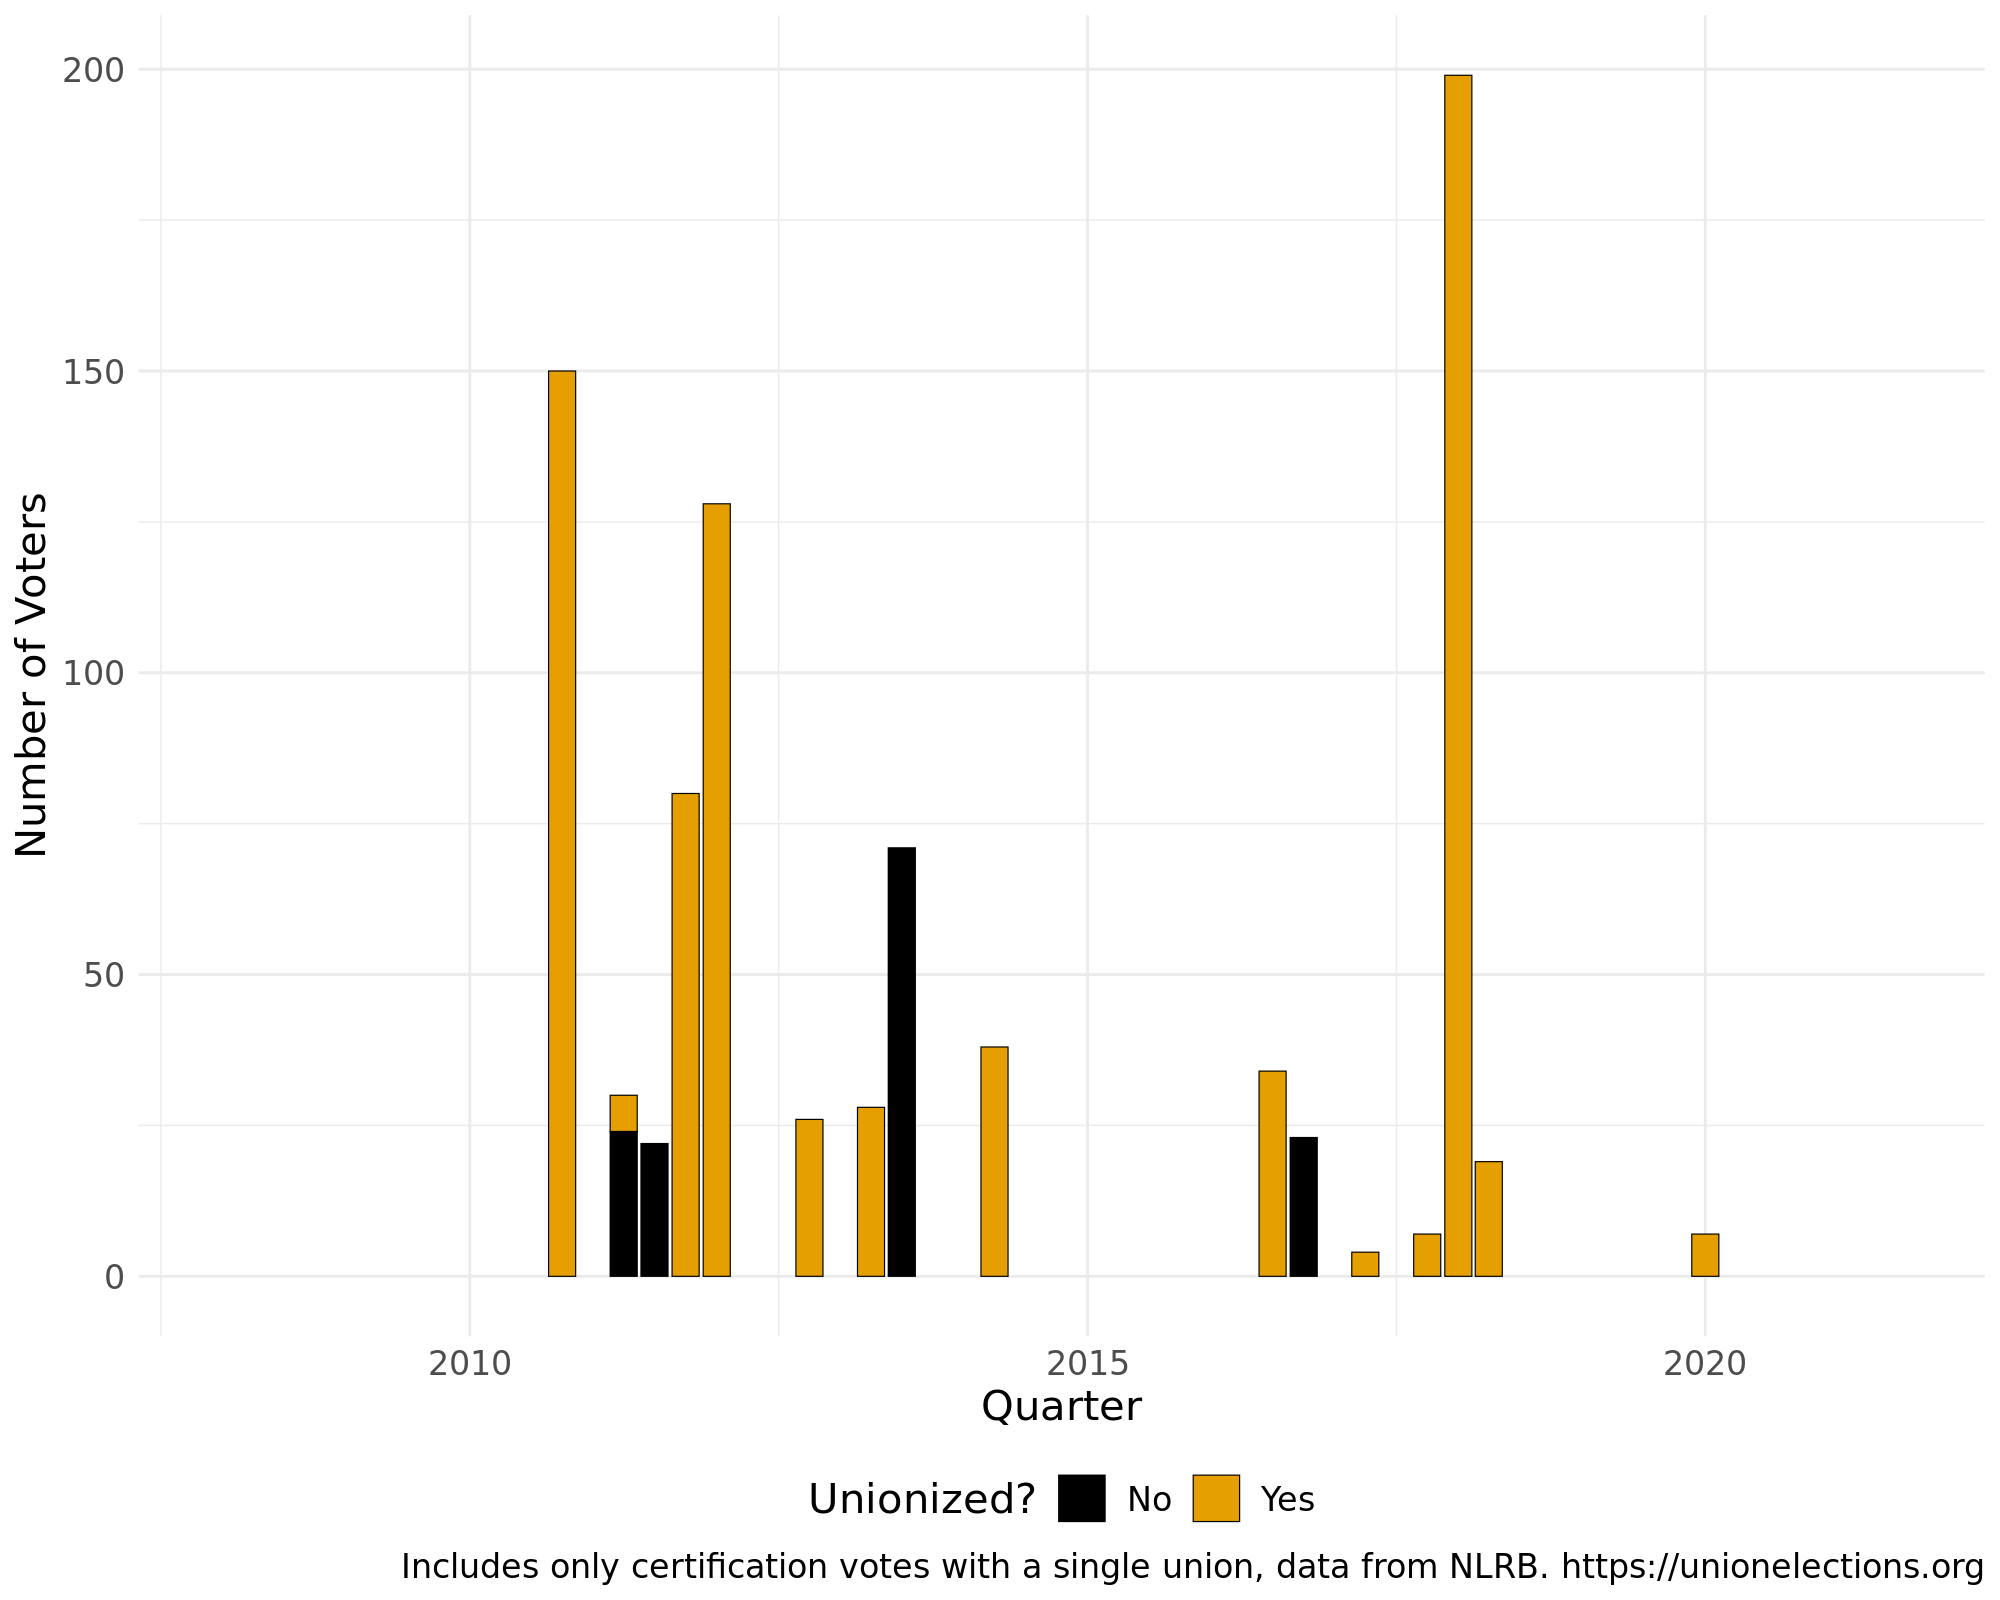 200
150
100
50
0
Number of Voters
2010 2015 2020
Quarter
Unionized? No Yes
Includes only certification votes with a single union, data from NLRB. https://unionelections.org